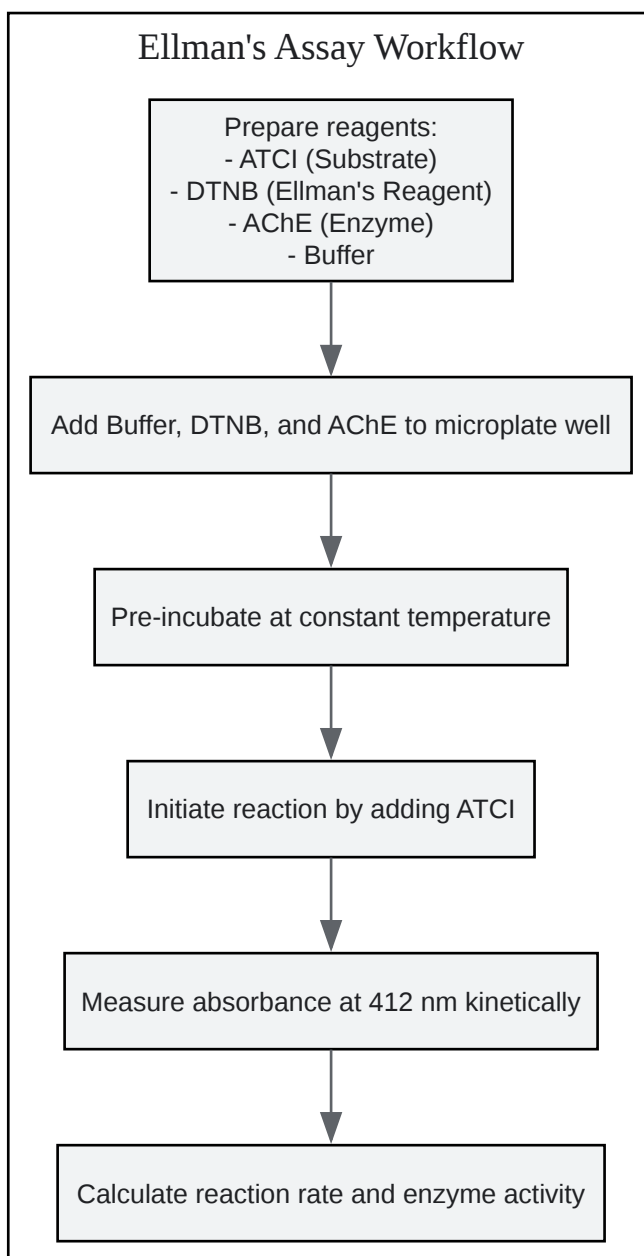 Ellman's Assay Workflow
Prepare reagents:
- ATCI (Substrate)
- DTNB (Ellman's Reagent)
- AChE (Enzyme)
- Buffer
Add Buffer, DTNB, and AChE to microplate well
Pre-incubate at constant temperature
Initiate reaction by adding ATCI
Measure absorbance at 412 nm kinetically
Calculate reaction rate and enzyme activity